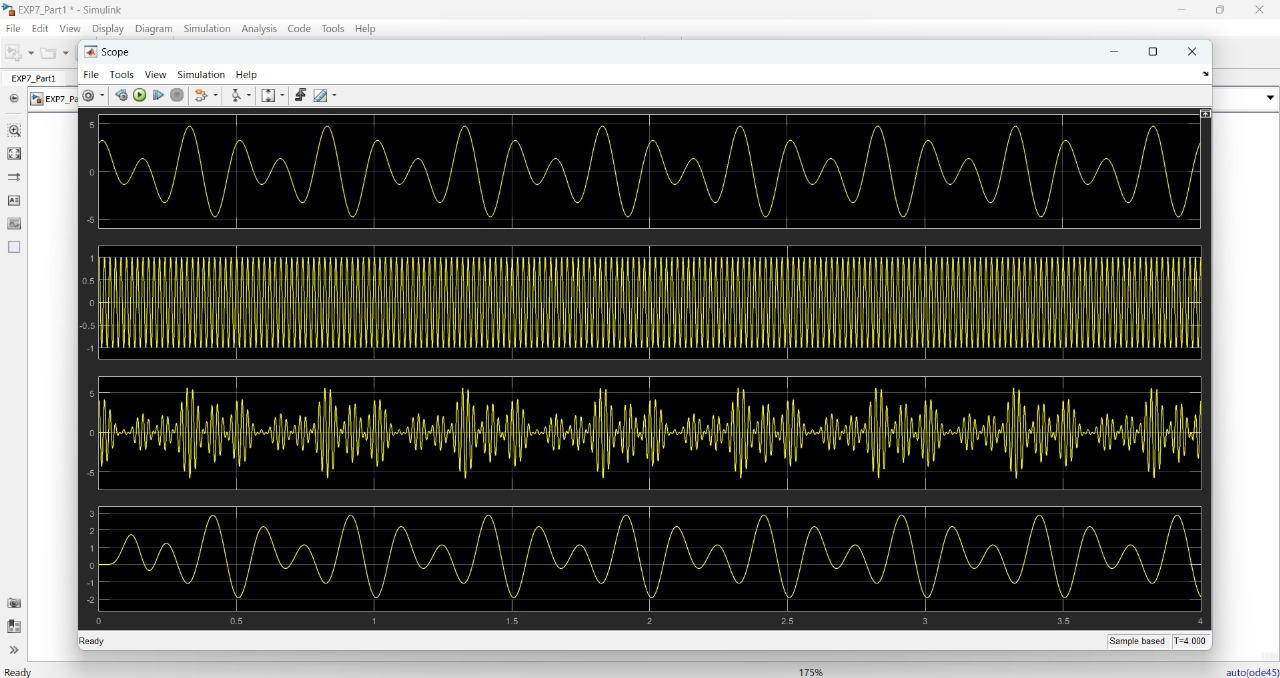 EXP7_Part1 * - Simulink
File Edit View Display Diagram Simulation Analysis Code Tools Help
Scope
EXP7_Part1
File Tools View Simulation Help
EXP7_Pa
5
0
-5
1
0.5
0
-0.5
-1
5
0
-5
3
2
1
0
-1
-2
0 0.5 1 1.5 2 2.5 3 3.5 4
Ready Sample based T=4.000
Ready 175% auto(ode45)